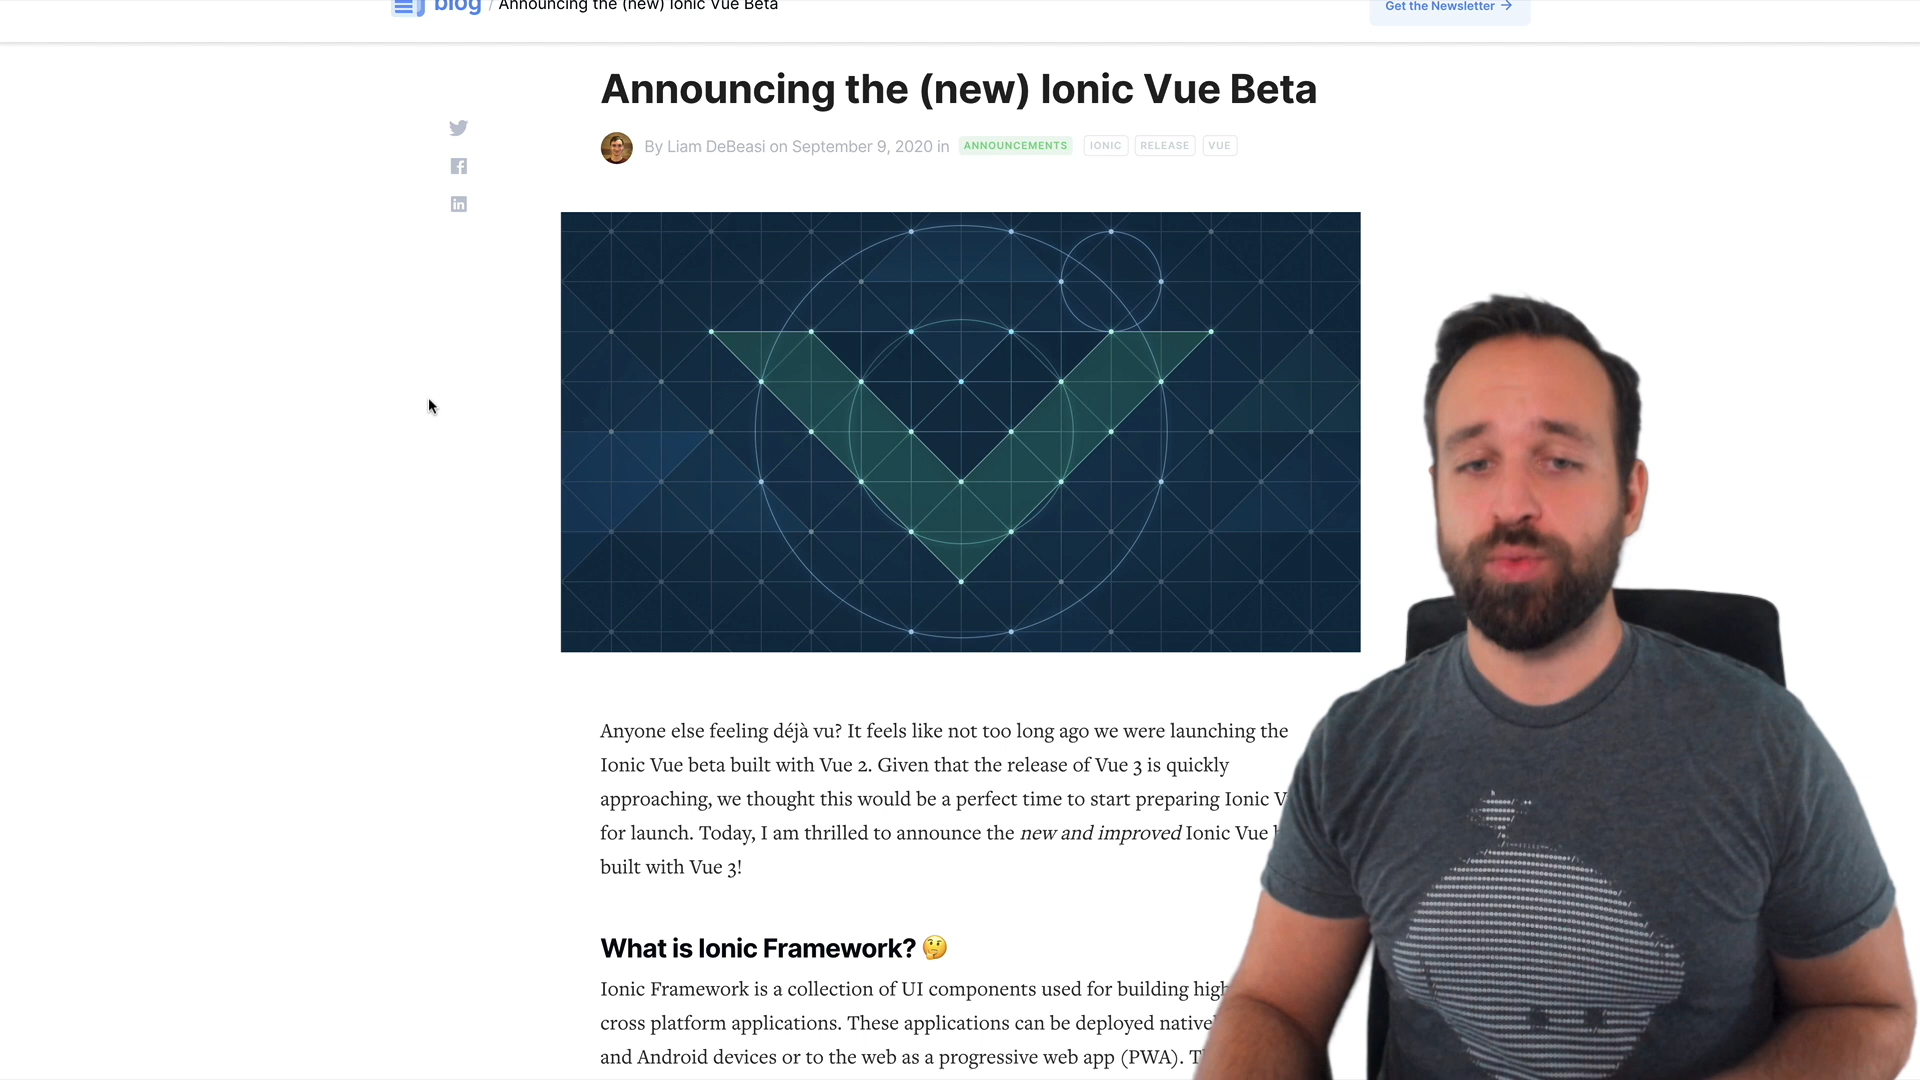 blog / Announcing the (new) Ionic Vue Beta
Get the Newsletter →
Announcing the (new) Ionic Vue Beta
By Liam DeBeasi on September 9, 2020 in ANNOUNCEMENTS IONIC RELEASE VUE
Anyone else feeling déjà vu? It feels like not too long ago we were launching the
Ionic Vue beta built with Vue 2. Given that the release of Vue 3 is quickly
approaching, we thought this would be a perfect time to start preparing Ionic
for launch. Today, I am thrilled to announce the new and improved Ionic Vue
built with Vue 3!
What is Ionic Framework? 🤔
Ionic Framework is a collection of UI components used for building
cross platform applications. These applications can be deployed
and Android devices or to the web as a progressive web app (PWA).